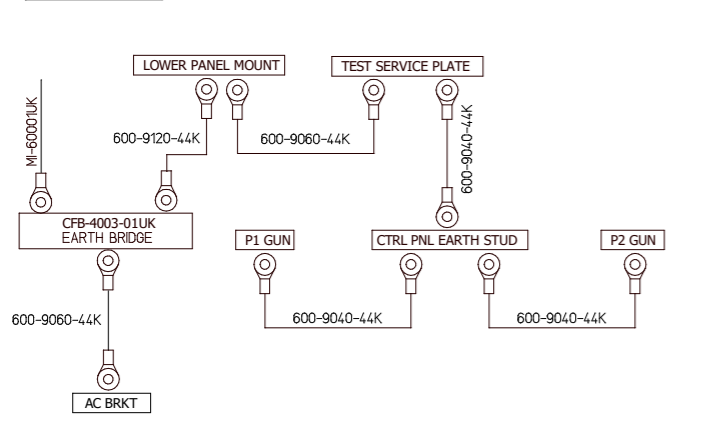 LOWER PANEL MOUNT
TEST SERVICE PLATE
MI-60001UK
600-9120-44K
600-9060-44K
600-9040-44K
CFB-4003-01UK
EARTH BRIDGE
P1 GUN
CTRL PNL EARTH STUD
P2 GUN
600-9060-44K
600-9040-44K
600-9040-44K
AC BRKT